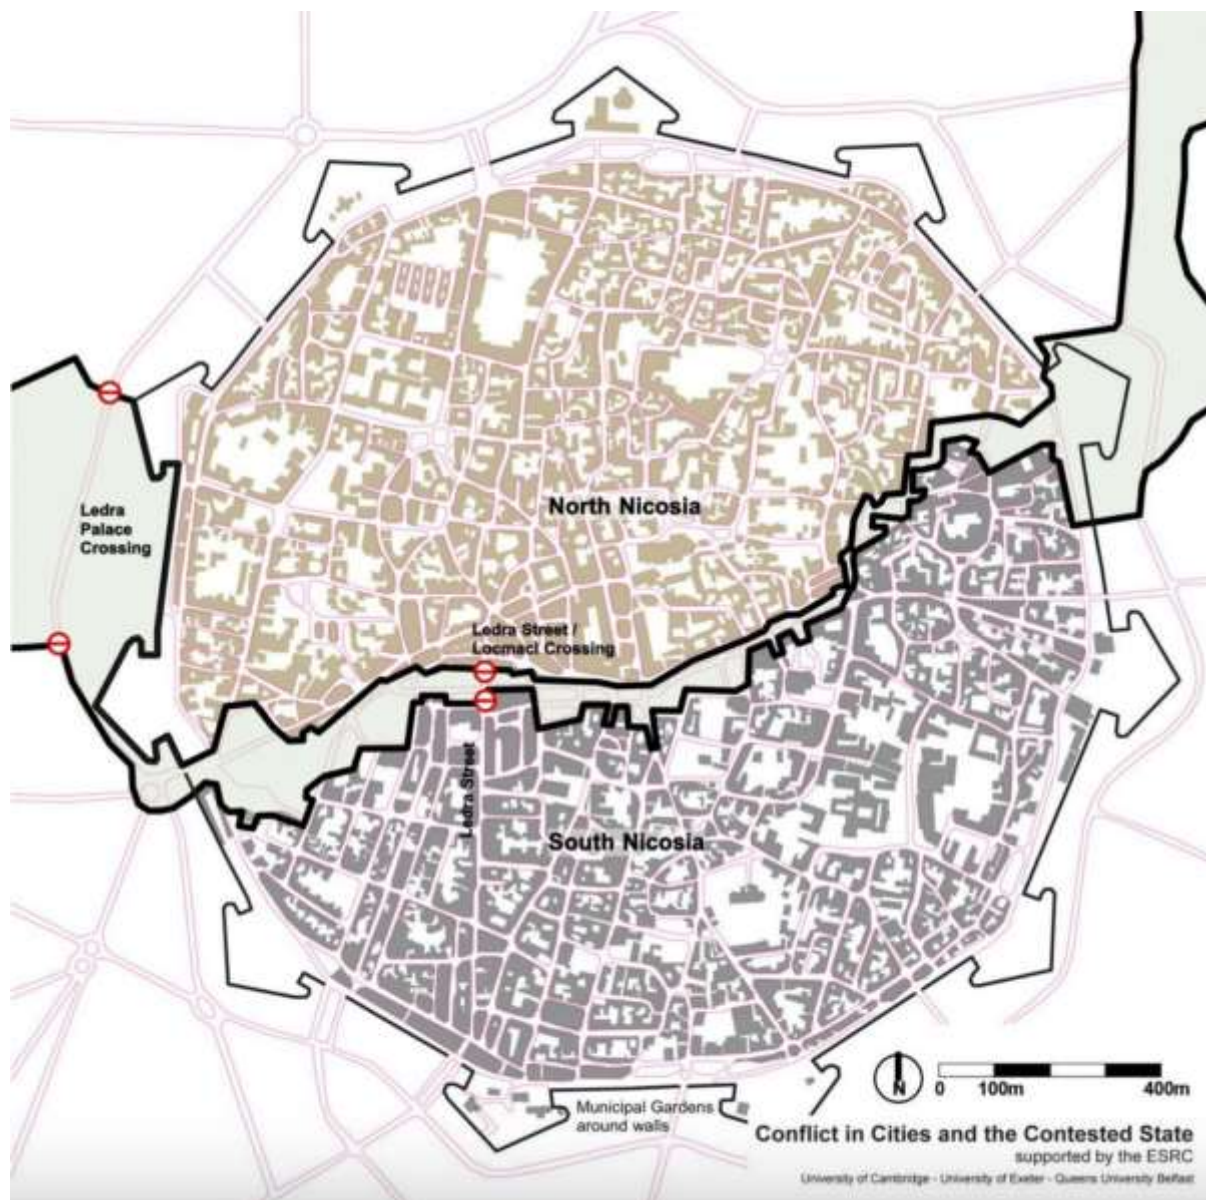 Ledra
Palace
Crossing
North Nicosia
Ledra Street /
Locmaci Crossing
Ledra Street
South Nicosia
Municipal Gardens
around walls
N
0 100m 400m
Conflict in Cities and the Contested State
supported by the ESRC
University of Cambridge - University of Exeter - Queens University Belfast